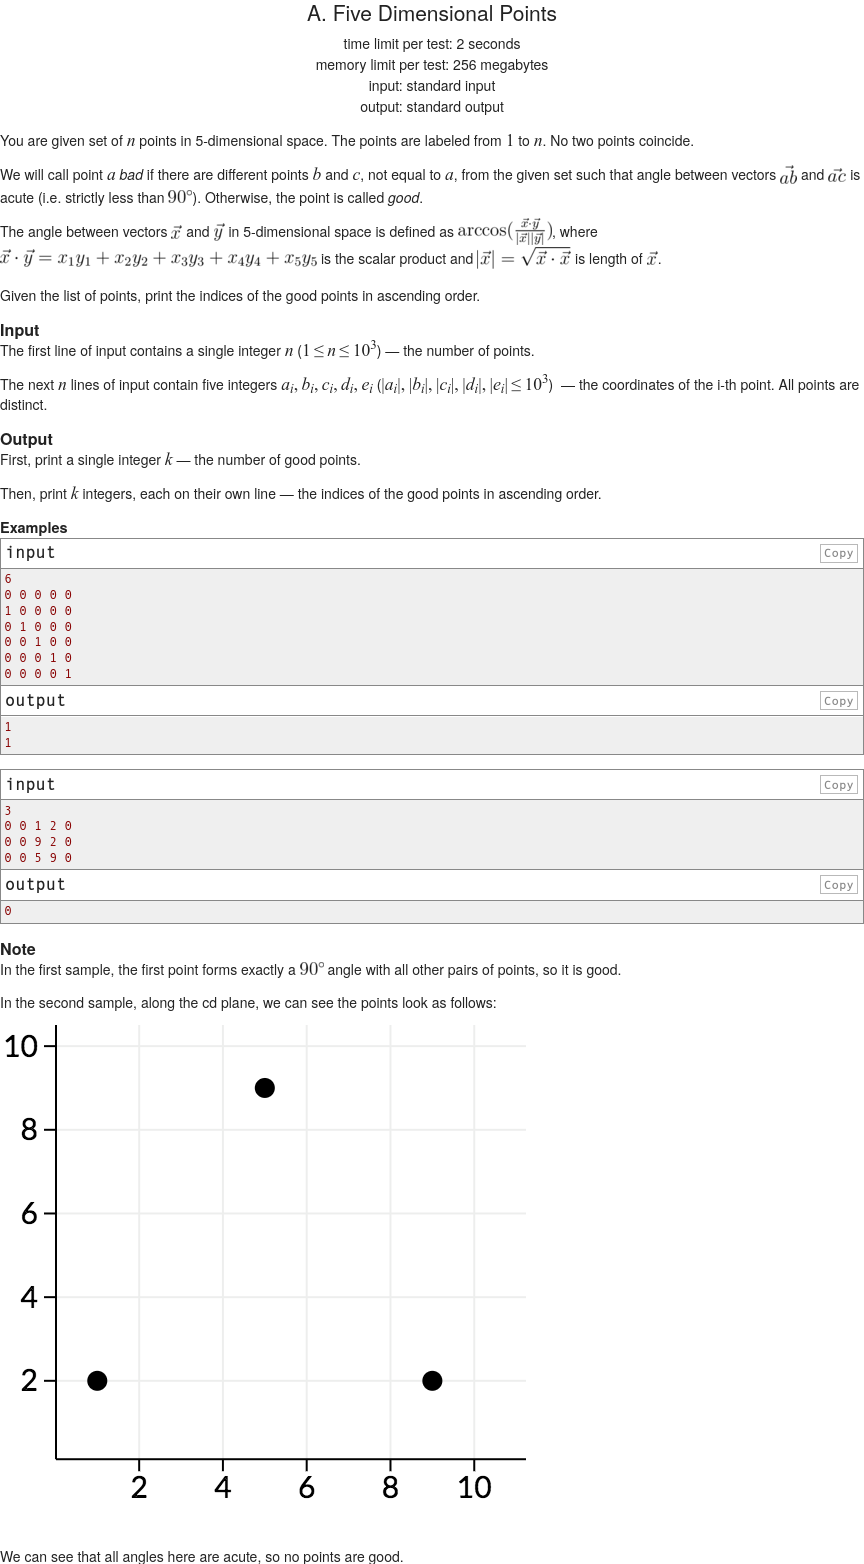 A. Five Dimensional Points
time limit per test: 2 seconds
memory limit per test: 256 megabytes
input: standard input
output: standard output
You are given set of n points in 5-dimensional space. The points are labeled from 1 to n. No two points coincide.
We will call point a bad if there are different points b and c, not equal to a, from the given set such that angle between vectors $\vec{ab}$ and $\vec{ac}$ is
acute (i.e. strictly less than 90°). Otherwise, the point is called good.
The angle between vectors $\vec{x}$ and $\vec{y}$ in 5-dimensional space is defined as $\arccos(\frac{\vec{x}\cdot\vec{y}}{|\vec{x}||\vec{y}|})$, where
$\vec{x}\cdot\vec{y} = x_1y_1 + x_2y_2 + x_3y_3 + x_4y_4 + x_5y_5$ is the scalar product and $|\vec{x}| = \sqrt{\vec{x}\cdot\vec{x}}$ is length of $\vec{x}$.
Given the list of points, print the indices of the good points in ascending order.
Input
The first line of input contains a single integer n (1 ≤ n ≤ 10³) — the number of points.
The next n lines of input contain five integers $a_i, b_i, c_i, d_i, e_i$ ($|a_i|, |b_i|, |c_i|, |d_i|, |e_i| ≤ 10^3$) — the coordinates of the i-th point. All points are
distinct.
Output
First, print a single integer k — the number of good points.
Then, print k integers, each on their own line — the indices of the good points in ascending order.
Examples
input Copy
6
0 0 0 0 0
1 0 0 0 0
0 1 0 0 0
0 0 1 0 0
0 0 0 1 0
0 0 0 0 1
output Copy
1
1
input Copy
3
0 0 1 2 0
0 0 9 2 0
0 0 5 9 0
output Copy
0
Note
In the first sample, the first point forms exactly a 90° angle with all other pairs of points, so it is good.
In the second sample, along the cd plane, we can see the points look as follows:
10
8
6
4
2
2 4 6 8 10
We can see that all angles here are acute, so no points are good.